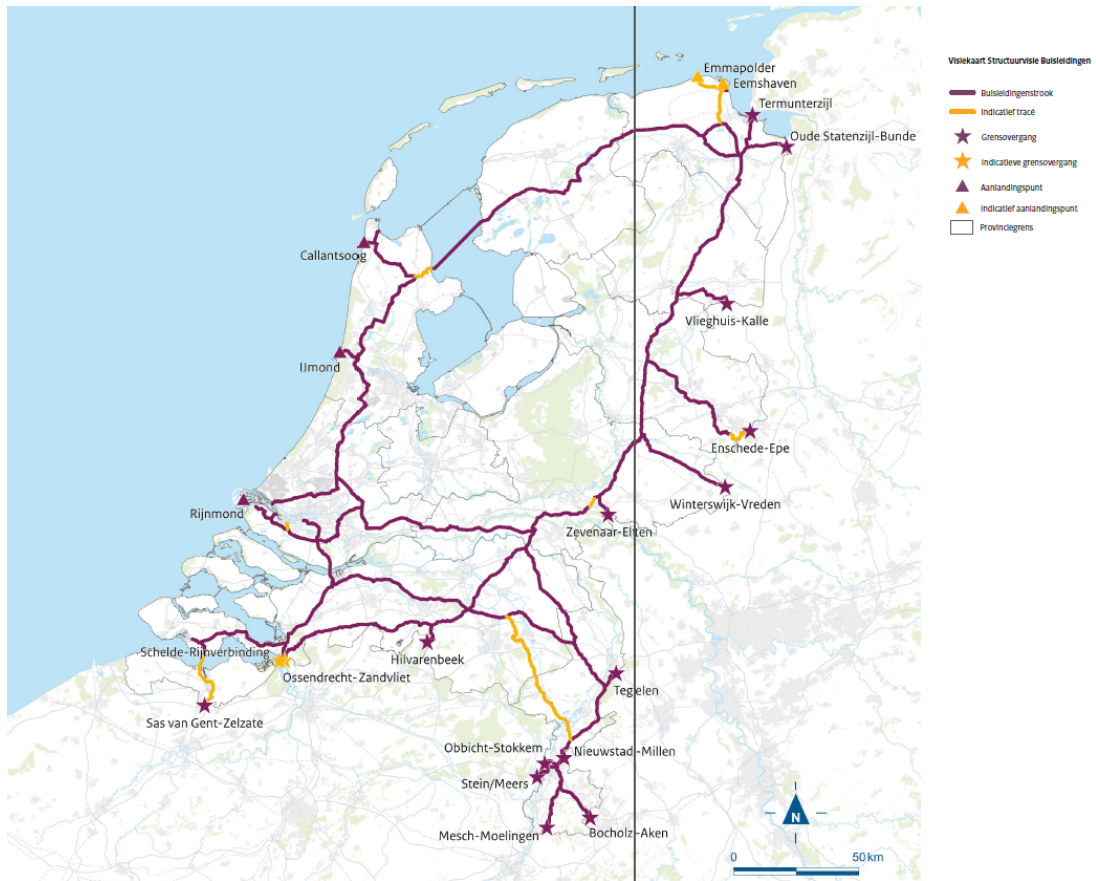 Visiekaart Structuurvisie Buisleidingen
Buisleidingenstrook
Indicatief tracé
Grensovergang
Indicatieve grensovergang
Aanlandingspunt
Indicatief aanlandingspunt
Provinciegrens
Emmapolder
Eemshaven
Termunterzijl
Oude Statenzijl-Bunde
Callantsoog
Vlieghuis-Kalle
IJmond
Enschede-Epe
Winterswijk-Vreden
Rijnmond
Zevenaar-Elten
Schelde-Rijnverbinding
Hilvarenbeek
Ossendrecht-Zandvliet
Tegelen
Sas van Gent-Zelzate
Obbicht-Stokkem
Nieuwstad-Millen
Stein/Meers
Mesch-Moelingen
Bocholz-Aken
N
0
50 km